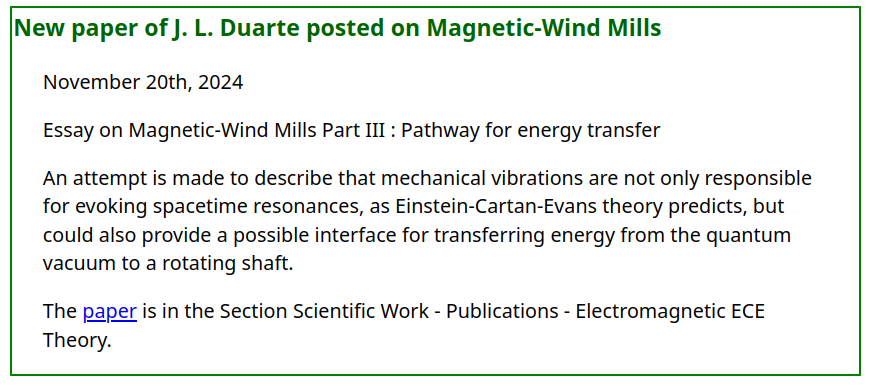 New paper of J. L. Duarte posted on Magnetic-Wind Mills
November 20th, 2024
Essay on Magnetic-Wind Mills Part III : Pathway for energy transfer
An attempt is made to describe that mechanical vibrations are not only responsible
for evoking spacetime resonances, as Einstein-Cartan-Evans theory predicts, but
could also provide a possible interface for transferring energy from the quantum
vacuum to a rotating shaft.
The paper is in the Section Scientific Work - Publications - Electromagnetic ECE
Theory.